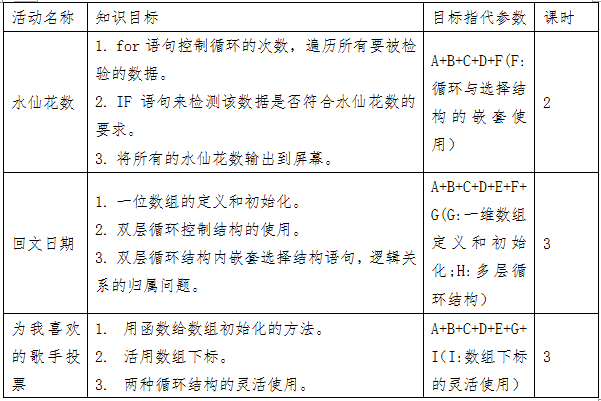 活动名称 知识目标 目标指代参数 课时
水仙花数
1. for 语句控制循环的次数，遍历所有要被检
验的数据。
2. IF 语句来检测该数据是否符合水仙花数的
要求。
3. 将所有的水仙花数输出到屏幕。
A+B+C+D+F(F:
循环与选择结
构的嵌套使
用)
2
回文日期
1. 一位数组的定义和初始化。
2. 双层循环控制结构的使用。
3. 双层循环结构内嵌套选择结构语句，逻辑关
系的归属问题。
A+B+C+D+E+F+
G(G:一维数组
定义和初始
化;H:多层循
环结构)
3
为我喜欢
的歌手投
票
1. 用函数给数组初始化的方法。
2. 活用数组下标。
3. 两种循环结构的灵活使用。
A+B+C+D+E+G+
I(I:数组下标
的灵活使用)
3